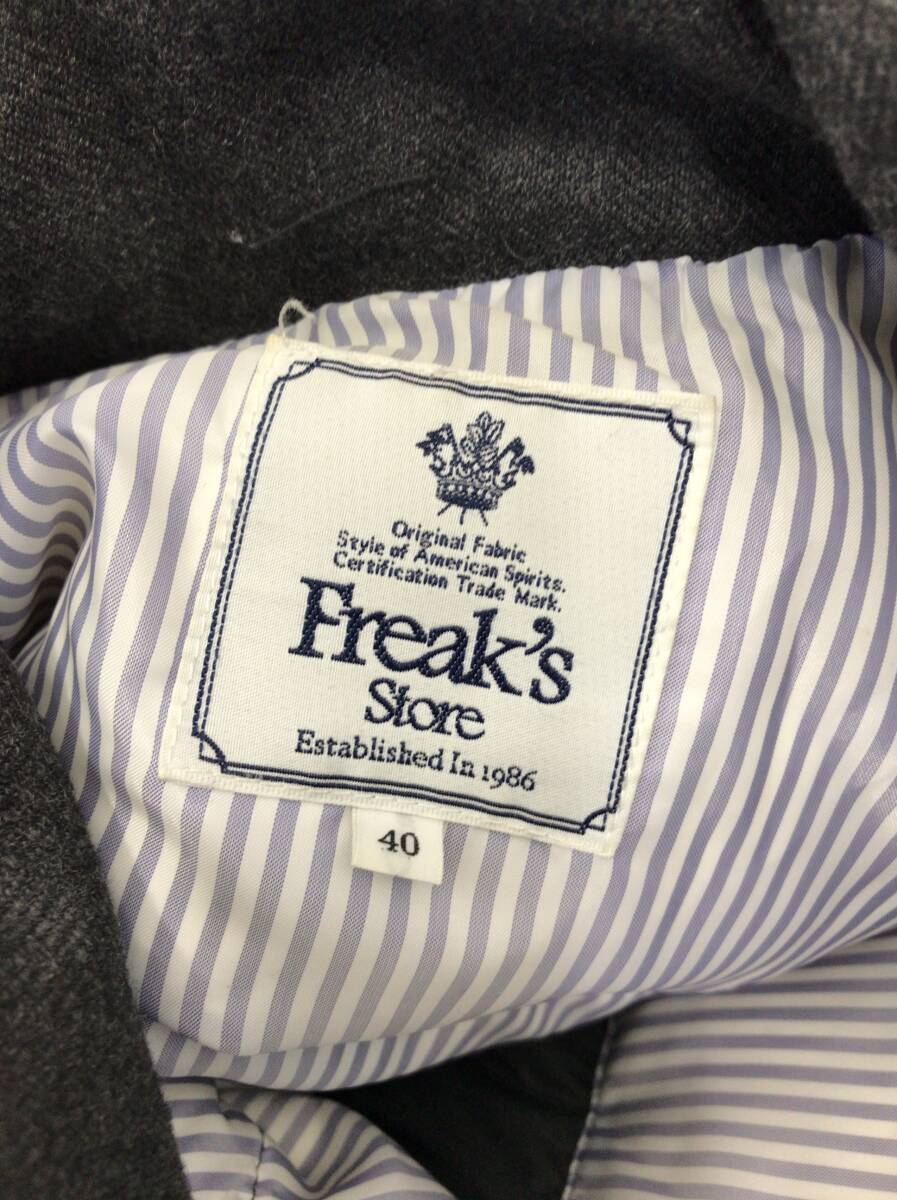 Original Fabric
Style of American Spirits.
Certification Trade Mark.
Freak's
Store
Established In 1986
40